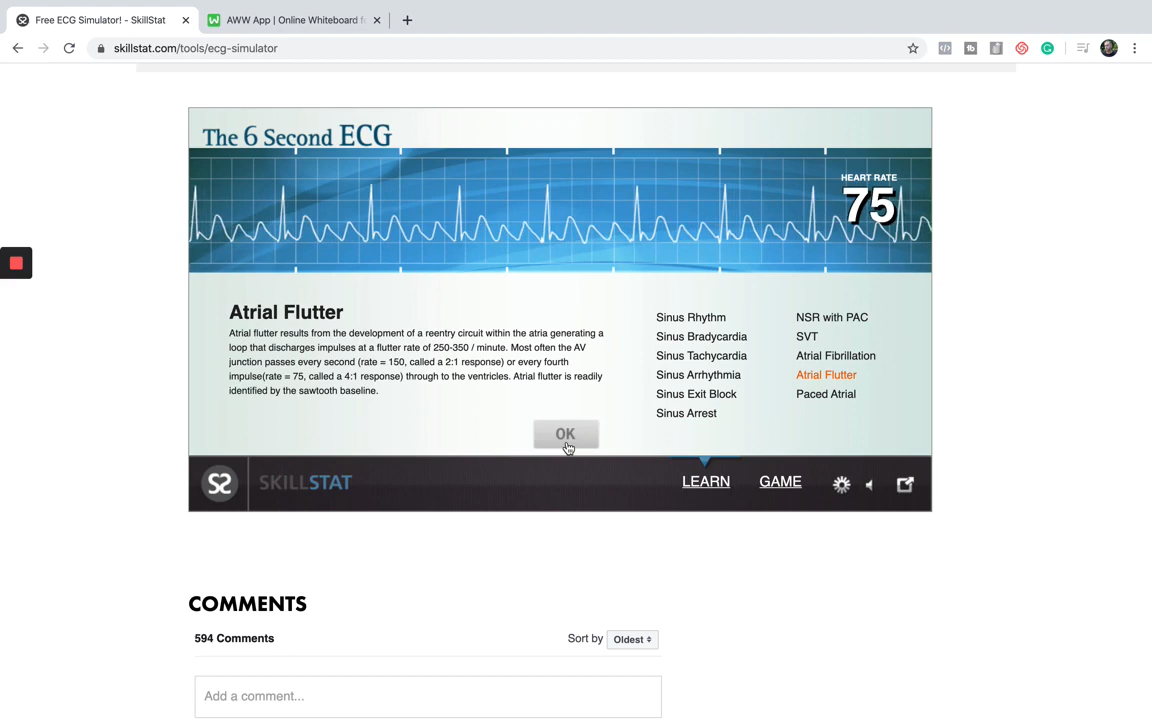 Free ECG Simulator! - SkillStat
AWW App | Online Whiteboard f
skillstat.com/tools/ecg-simulator
The 6 Second ECG
HEART RATE
75
Atrial Flutter
Atrial flutter results from the development of a reentry circuit within the atria generating a
loop that discharges impulses at a flutter rate of 250-350 / minute. Most often the AV
junction passes every second (rate = 150, called a 2:1 response) or every fourth
impulse(rate = 75, called a 4:1 response) through to the ventricles. Atrial flutter is readily
identified by the sawtooth baseline.
OK
Sinus Rhythm
Sinus Bradycardia
Sinus Tachycardia
Sinus Arrhythmia
Sinus Exit Block
Sinus Arrest
NSR with PAC
SVT
Atrial Fibrillation
Atrial Flutter
Paced Atrial
SKILLSTAT
LEARN
GAME
COMMENTS
594 Comments
Sort by
Oldest
Add a comment...